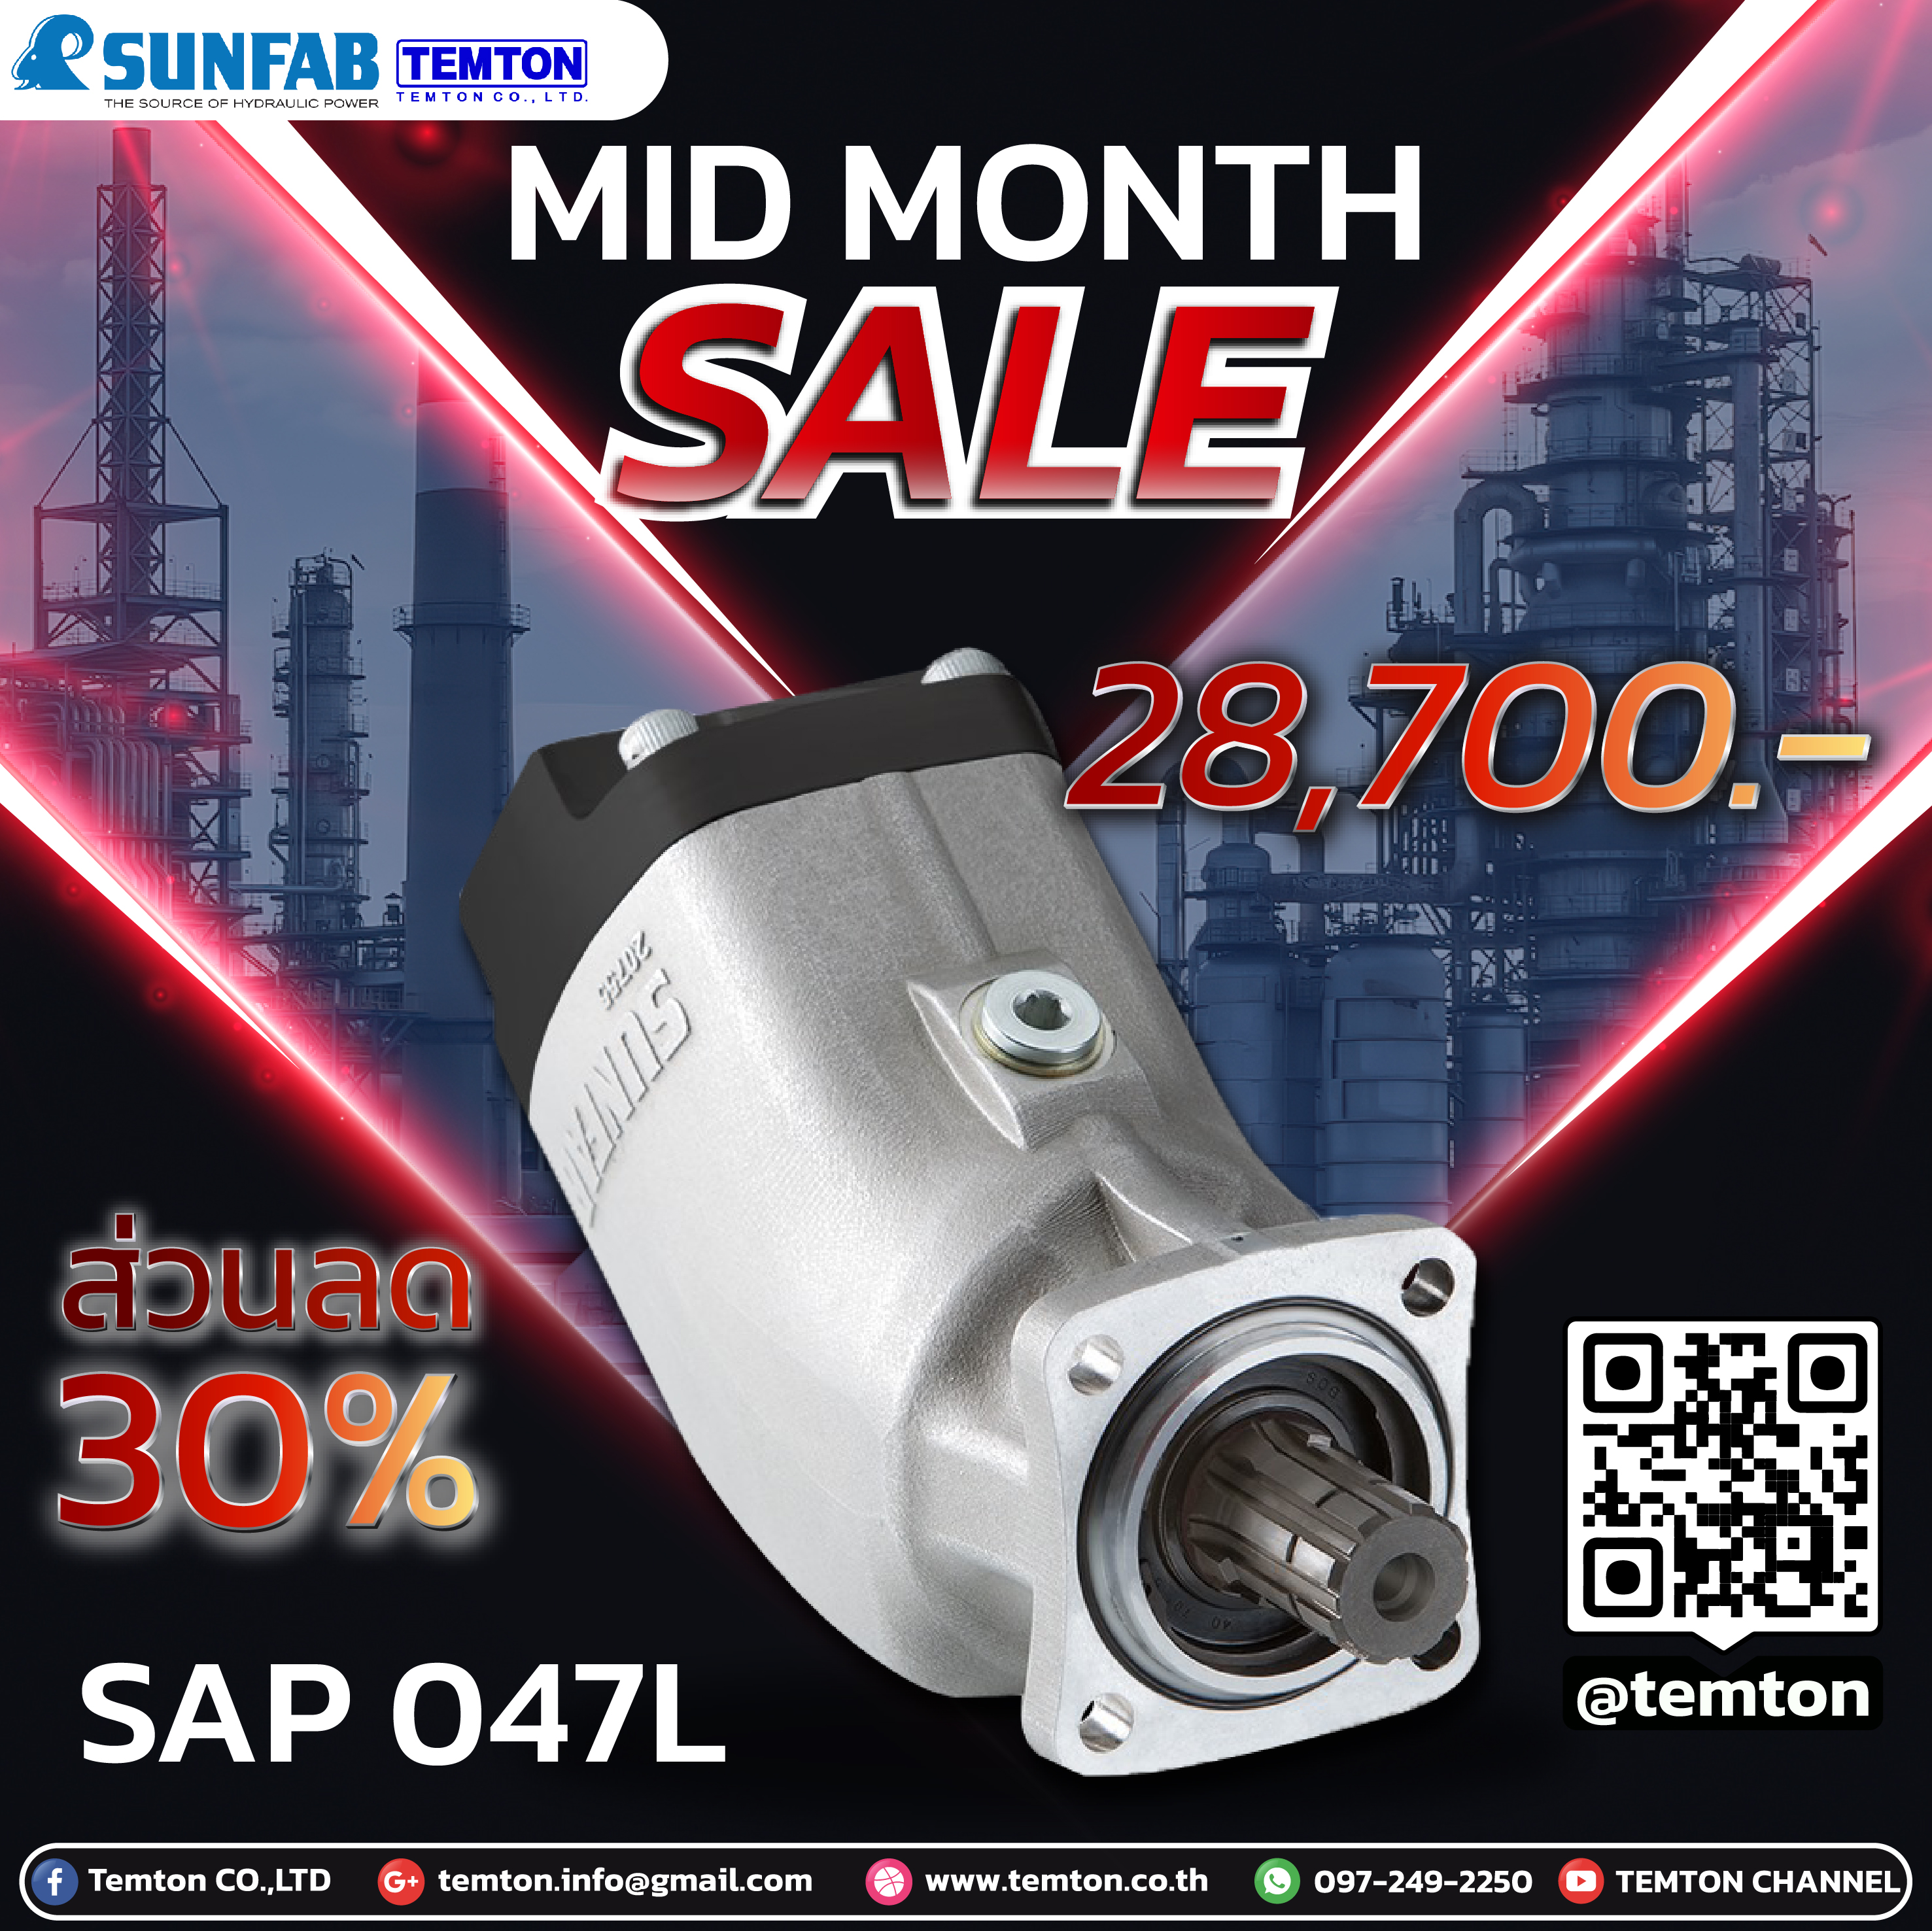 SUNFAB
THE SOURCE OF HYDRAULIC POWER
TEMTON
TEMTON CO., LTD.
MID MONTH
SALE
28,700.-
207555
SUNFAB
ส่วนลด
30%
SAP 047L
@temton
Temton CO.,LTD
temton.info@gmail.com
www.temton.co.th
097-249-2250
TEMTON CHANNEL